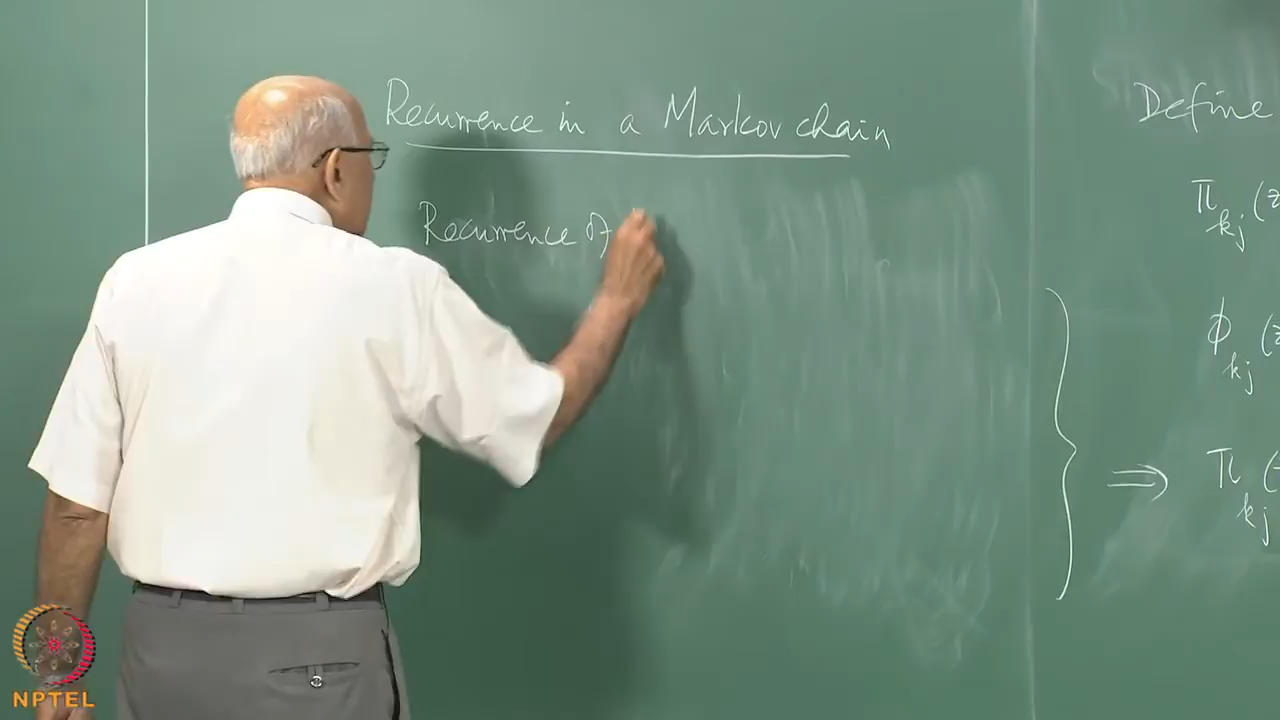 Recurrence in a Markov chain
Recurrence of
Define
Π_kj (z
φ_kj (z
⇒ Π_kj (
NPTEL